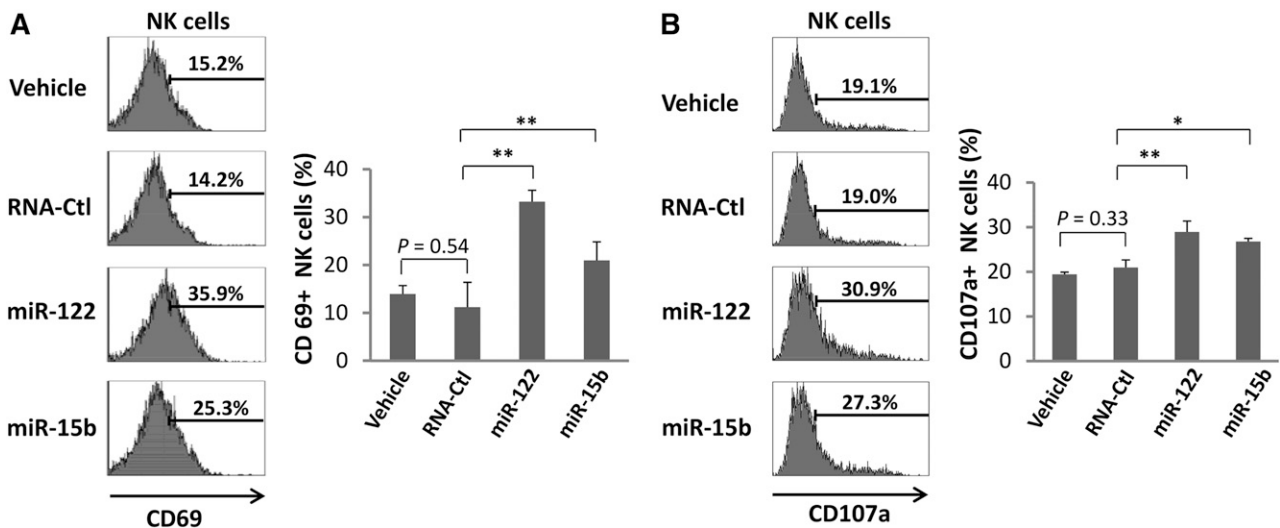 A
NK cells
Vehicle
15.2%
RNA-Ctl
14.2%
miR-122
35.9%
miR-15b
25.3%
CD69
CD 69+ NK cells (%)
40
30
20
10
0
**
**
P = 0.54
Vehicle
RNA-Ctl
miR-122
miR-15b
B
NK cells
Vehicle
19.1%
RNA-Ctl
19.0%
miR-122
30.9%
miR-15b
27.3%
CD107a
CD107a+ NK cells (%)
40
30
20
10
0
*
**
P = 0.33
Vehicle
RNA-Ctl
miR-122
miR-15b